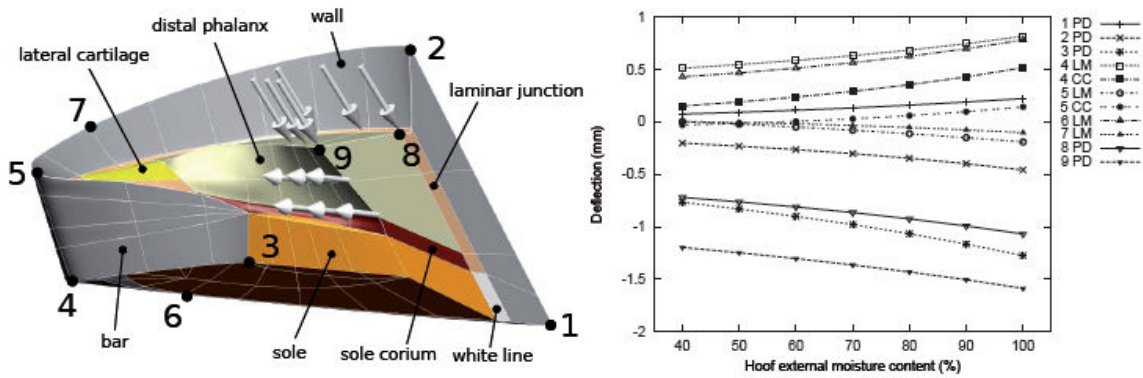 distal phalanx
wall
lateral cartilage
2
laminar junction
7
8
9
5
3
4
6
1
bar
sole
sole corium
white line
1
0.5
0
-0.5
-1
-1.5
-2
Deflection (mm)
40 50 60 70 80 90 100
Hoof external moisture content (%)
1 PD
2 PD
3 PD
4 LM
4 CC
5 LM
5 CC
6 LM
7 LM
8 PD
9 PD